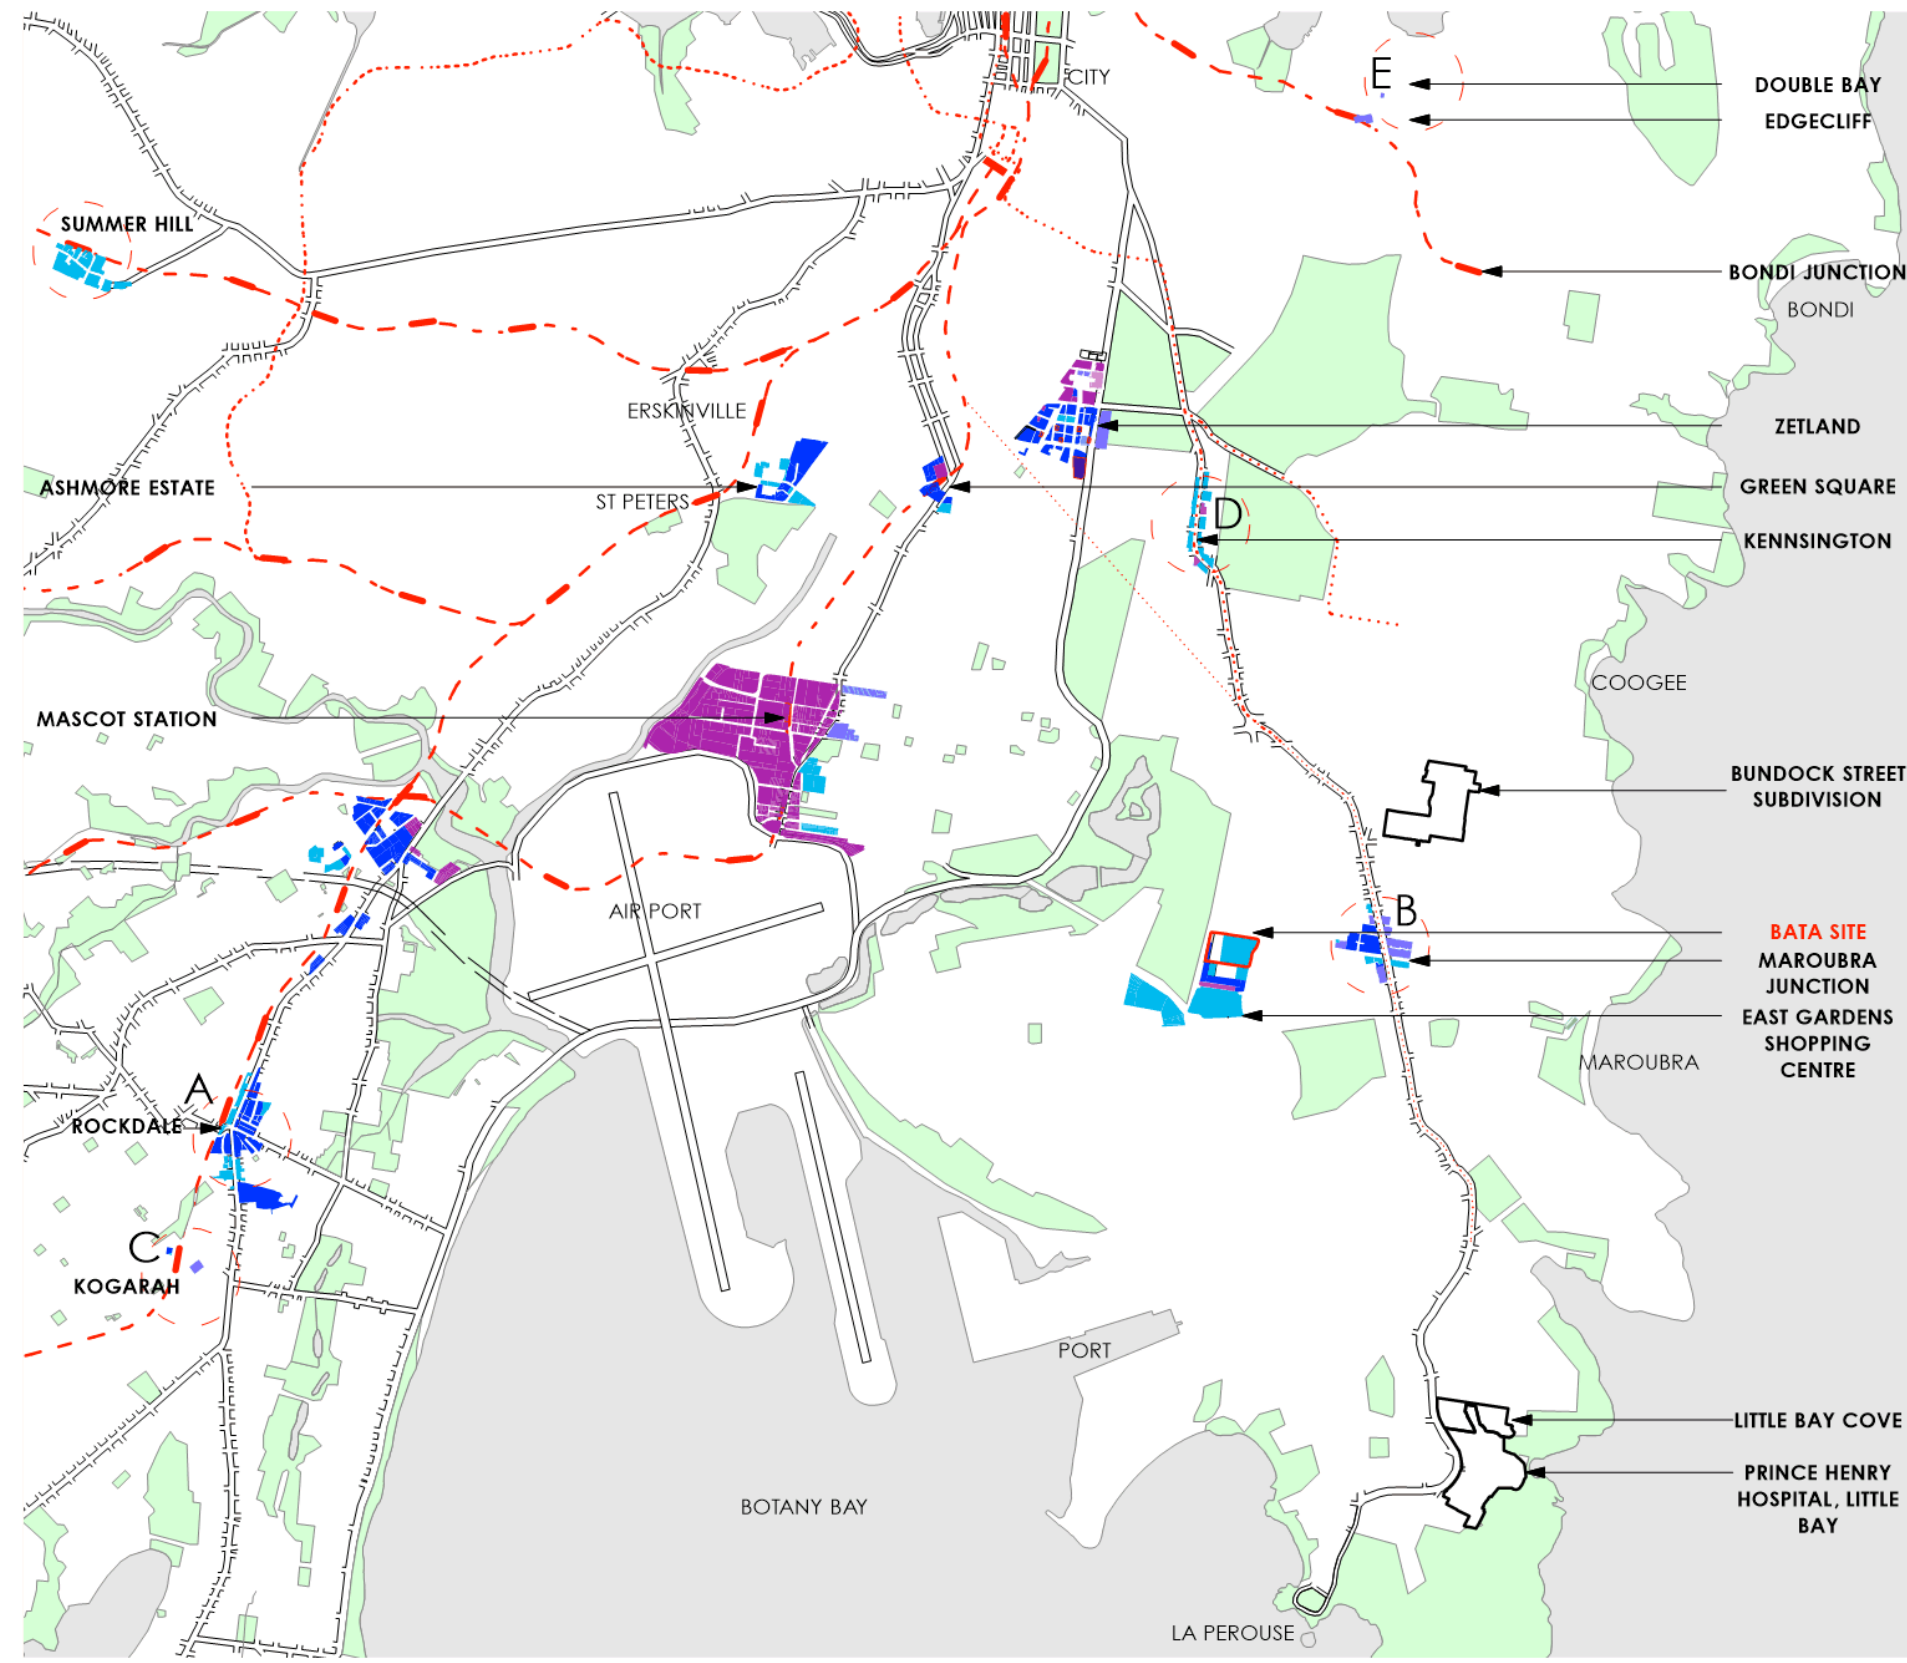 CITY
E
DOUBLE BAY
EDGECLIFF
SUMMER HILL
BONDI JUNCTION
BONDI
ERSKINVILLE
ZETLAND
ASHMORE ESTATE
ST PETERS
GREEN SQUARE
D
KENNSINGTON
COOGEE
MASCOT STATION
BUNDOCK STREET
SUBDIVISION
AIR PORT
B
BATA SITE
MAROUBRA
JUNCTION
EAST GARDENS
SHOPPING
CENTRE
MAROUBRA
A
ROCKDALE
C
KOGARAH
PORT
LITTLE BAY COVE
PRINCE HENRY
HOSPITAL, LITTLE
BAY
BOTANY BAY
LA PEROUSE